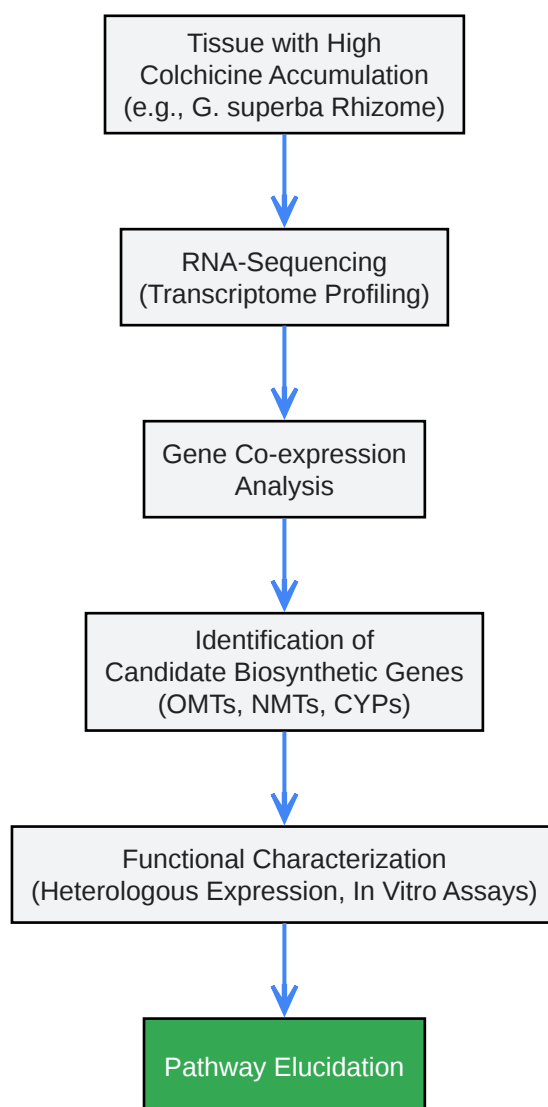 Tissue with High
Colchicine Accumulation
(e.g., G. superba Rhizome)
RNA-Sequencing
(Transcriptome Profiling)
Gene Co-expression
Analysis
Identification of
Candidate Biosynthetic Genes
(OMTs, NMTs, CYPs)
Functional Characterization
(Heterologous Expression, In Vitro Assays)
Pathway Elucidation